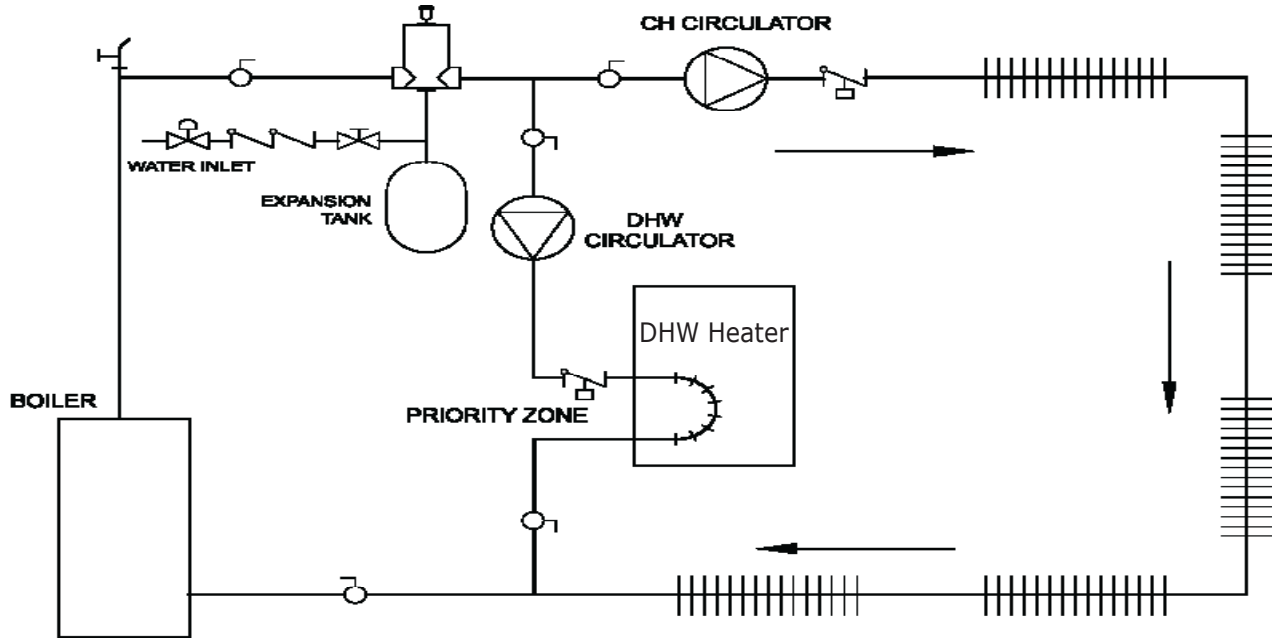 CH CIRCULATOR
WATER INLET
EXPANSION
TANK
DHW
CIRCULATOR
DHW Heater
BOILER
PRIORITY ZONE